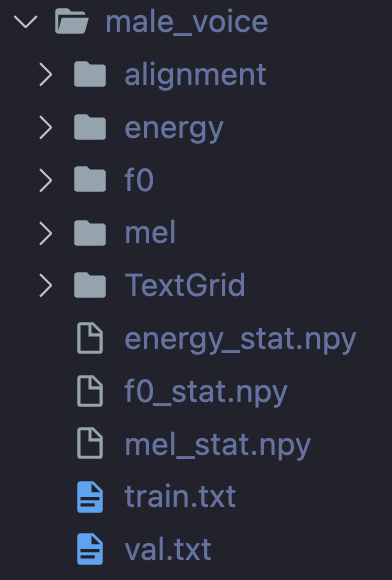 male_voice
alignment
energy
f0
mel
TextGrid
energy_stat.npy
f0_stat.npy
mel_stat.npy
train.txt
val.txt